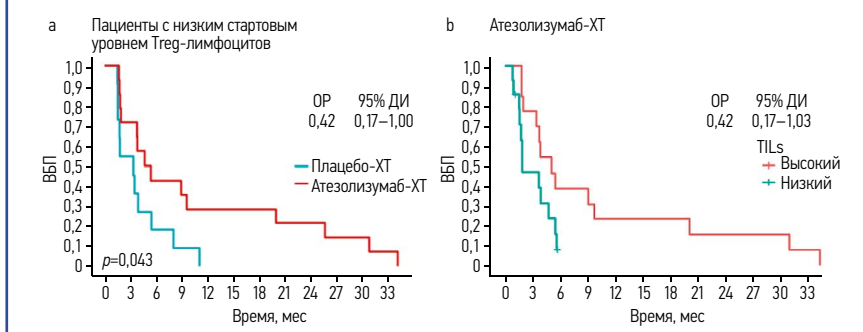 a Пациенты с низким стартовым
уровнем Treg-лимфоцитов
ВБП
1,0
0,9
0,8
0,7
0,6
0,5
0,4
0,3
0,2
0,1
0
ОР 95% ДИ
0,42 0,17–1,00
Плацебо-ХТ
Атезолизумаб-ХТ
p=0,043
0 3 6 9 12 15 18 21 24 27 30 33
Время, мес
b Атезолизумаб-ХТ
ВБП
1,0
0,9
0,8
0,7
0,6
0,5
0,4
0,3
0,2
0,1
0
ОР 95% ДИ
0,42 0,17–1,03
TILs
Высокий
Низкий
0 3 6 9 12 15 18 21 24 27 30 33
Время, мес